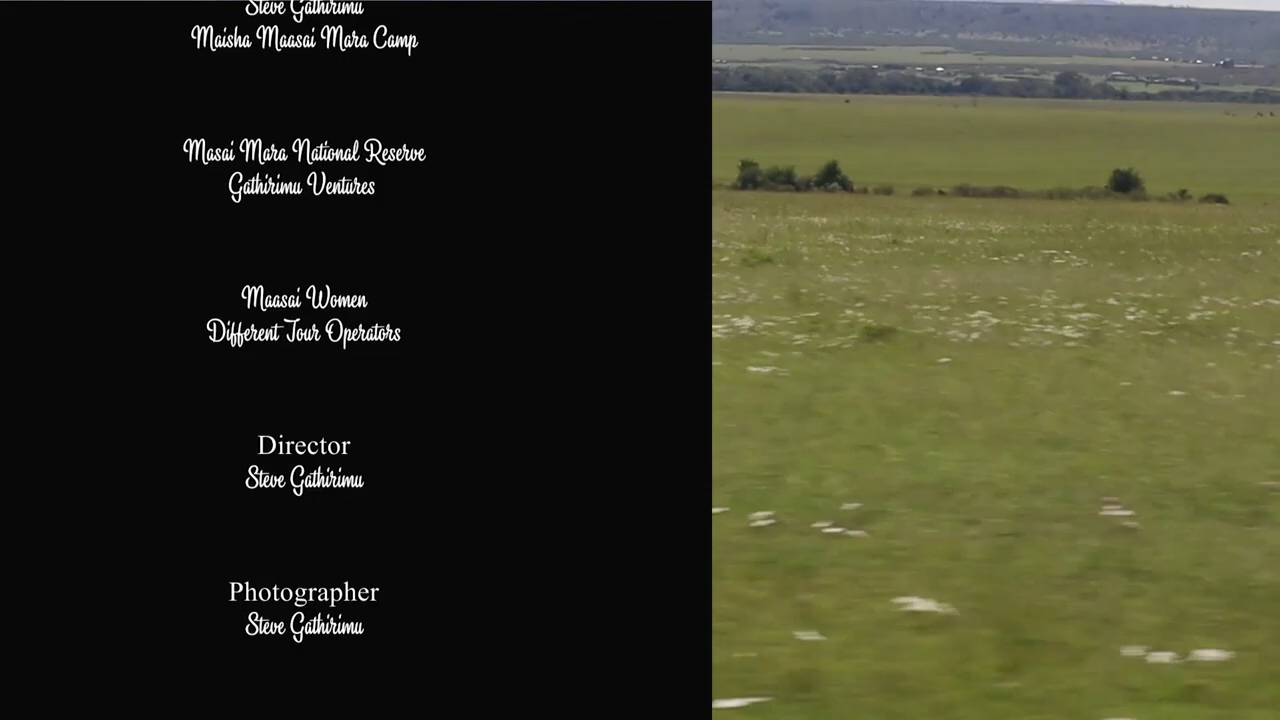 Steve Gathirimu
Maisha Maasai Mara Camp
Masai Mara National Reserve
Gathirimu Ventures
Maasai Women
Different Tour Operators
Director
Steve Gathirimu
Photographer
Steve Gathirimu